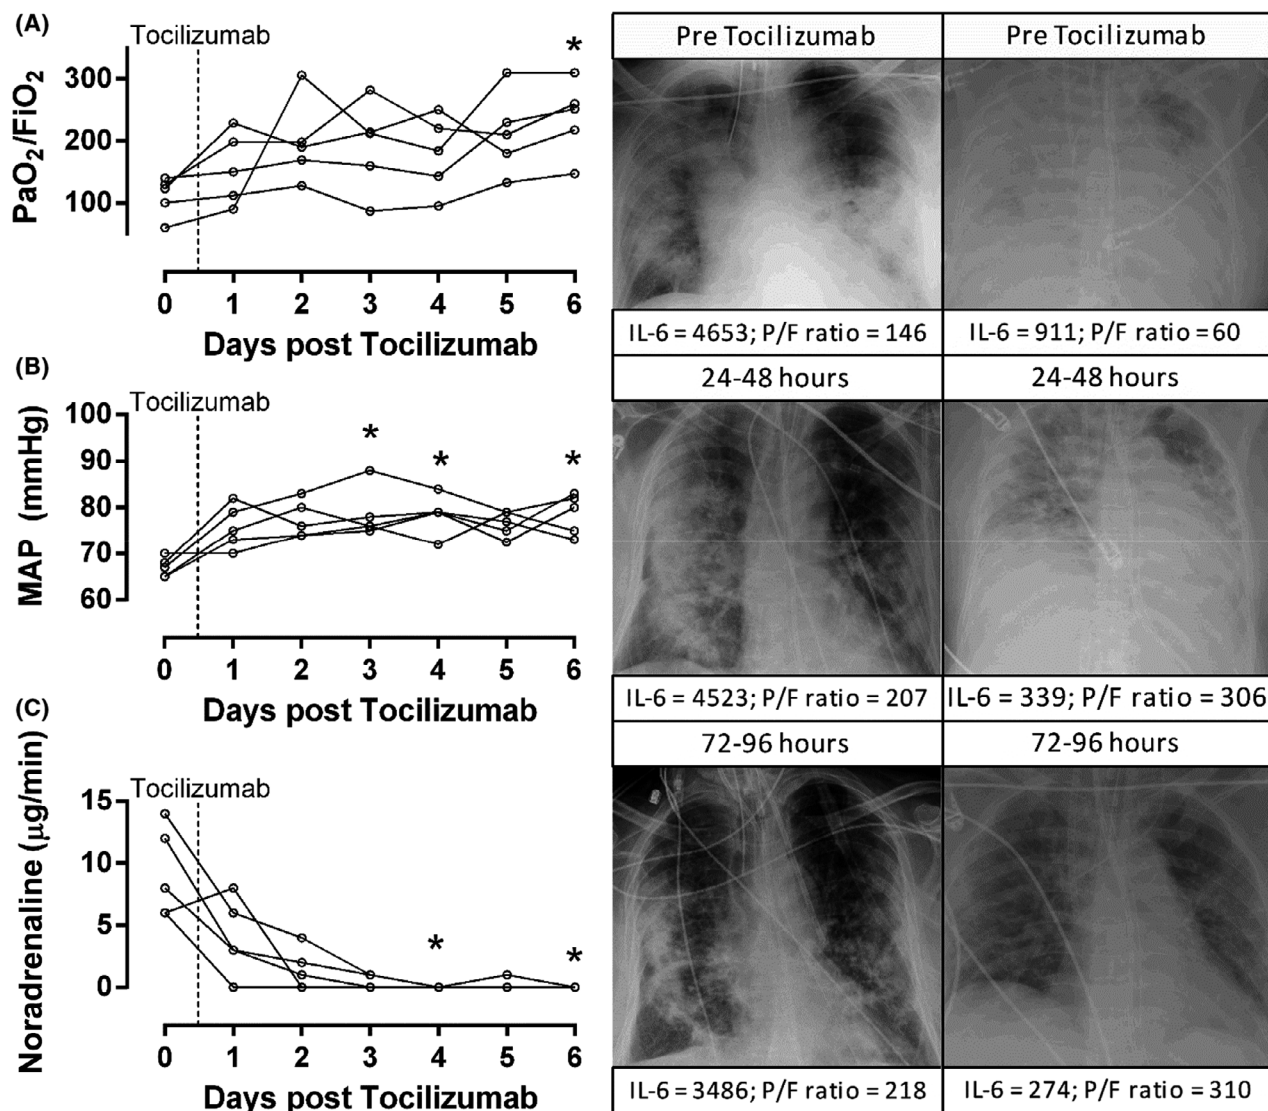 (A)
Tocilizumab
*
300
200
100
PaO2/FiO2
0 1 2 3 4 5 6
Days post Tocilizumab
(B)
Tocilizumab
* * *
100
90
80
70
60
MAP (mmHg)
0 1 2 3 4 5 6
Days post Tocilizumab
(C)
Tocilizumab
* *
15
10
5
0
Noradrenaline (μg/min)
0 1 2 3 4 5 6
Days post Tocilizumab
Pre Tocilizumab
Pre Tocilizumab
IL-6 = 4653; P/F ratio = 146
IL-6 = 911; P/F ratio = 60
24-48 hours
24-48 hours
IL-6 = 4523; P/F ratio = 207
IL-6 = 339; P/F ratio = 306
72-96 hours
72-96 hours
IL-6 = 3486; P/F ratio = 218
IL-6 = 274; P/F ratio = 310